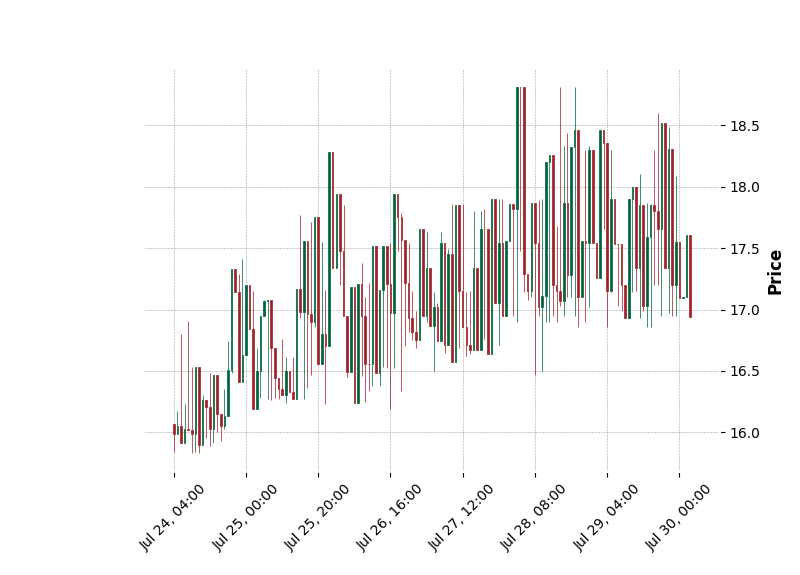 18.5
18.0
17.5
17.0
16.5
16.0
Price
Jul 24, 04:00
Jul 25, 00:00
Jul 25, 20:00
Jul 26, 16:00
Jul 27, 12:00
Jul 28, 08:00
Jul 29, 04:00
Jul 30, 00:00